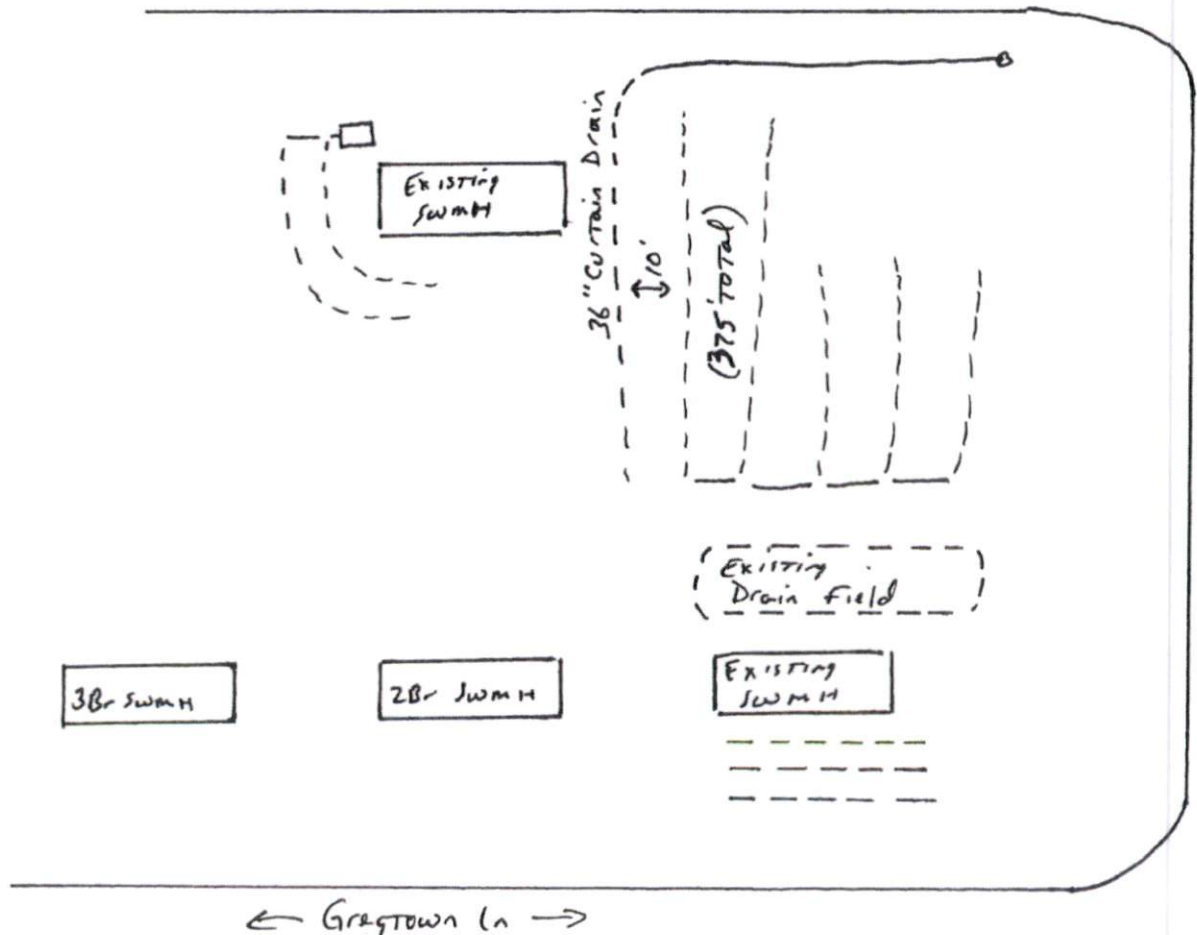 36" Curtain Drain
Existing
SWMH
10'
(375' TOTAL)
Existing
Drain Field
3Br SWMH
2Br SWMH
Existing
SWMH
← Gregtown Ln →